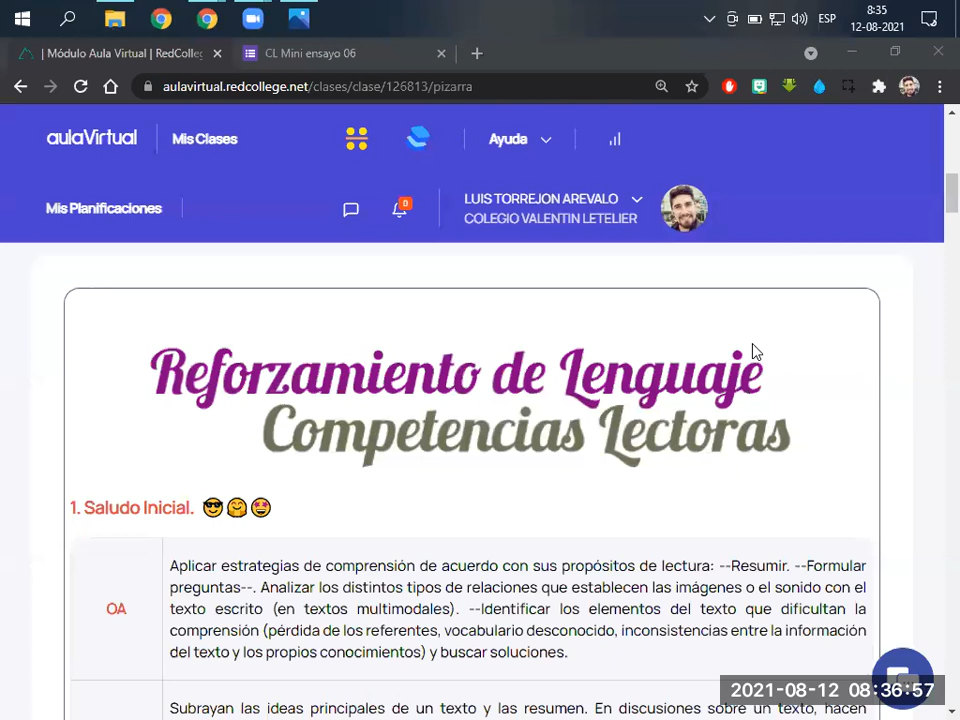 8:35
ESP
12-08-2021
| Módulo Aula Virtual | RedColleg
CL Mini ensayo 06
aulavirtual.redcollege.net/clases/clase/126813/pizarra
aulaVirtual
Mis Clases
Ayuda
Mis Planificaciones
0
LUIS TORREJON AREVALO
COLEGIO VALENTIN LETELIER
Reforzamiento de Lenguaje
Competencias Lectoras
1. Saludo Inicial.
OA
Aplicar estrategias de comprensión de acuerdo con sus propósitos de lectura: --Resumir. --Formular
preguntas--. Analizar los distintos tipos de relaciones que establecen las imágenes o el sonido con el
texto escrito (en textos multimodales). --Identificar los elementos del texto que dificultan la
comprensión (pérdida de los referentes, vocabulario desconocido, inconsistencias entre la información
del texto y los propios conocimientos) y buscar soluciones.
Subrayan las ideas principales de un texto y las resumen. En discusiones sobre un texto, hacen
2021-08-12 08:36:57